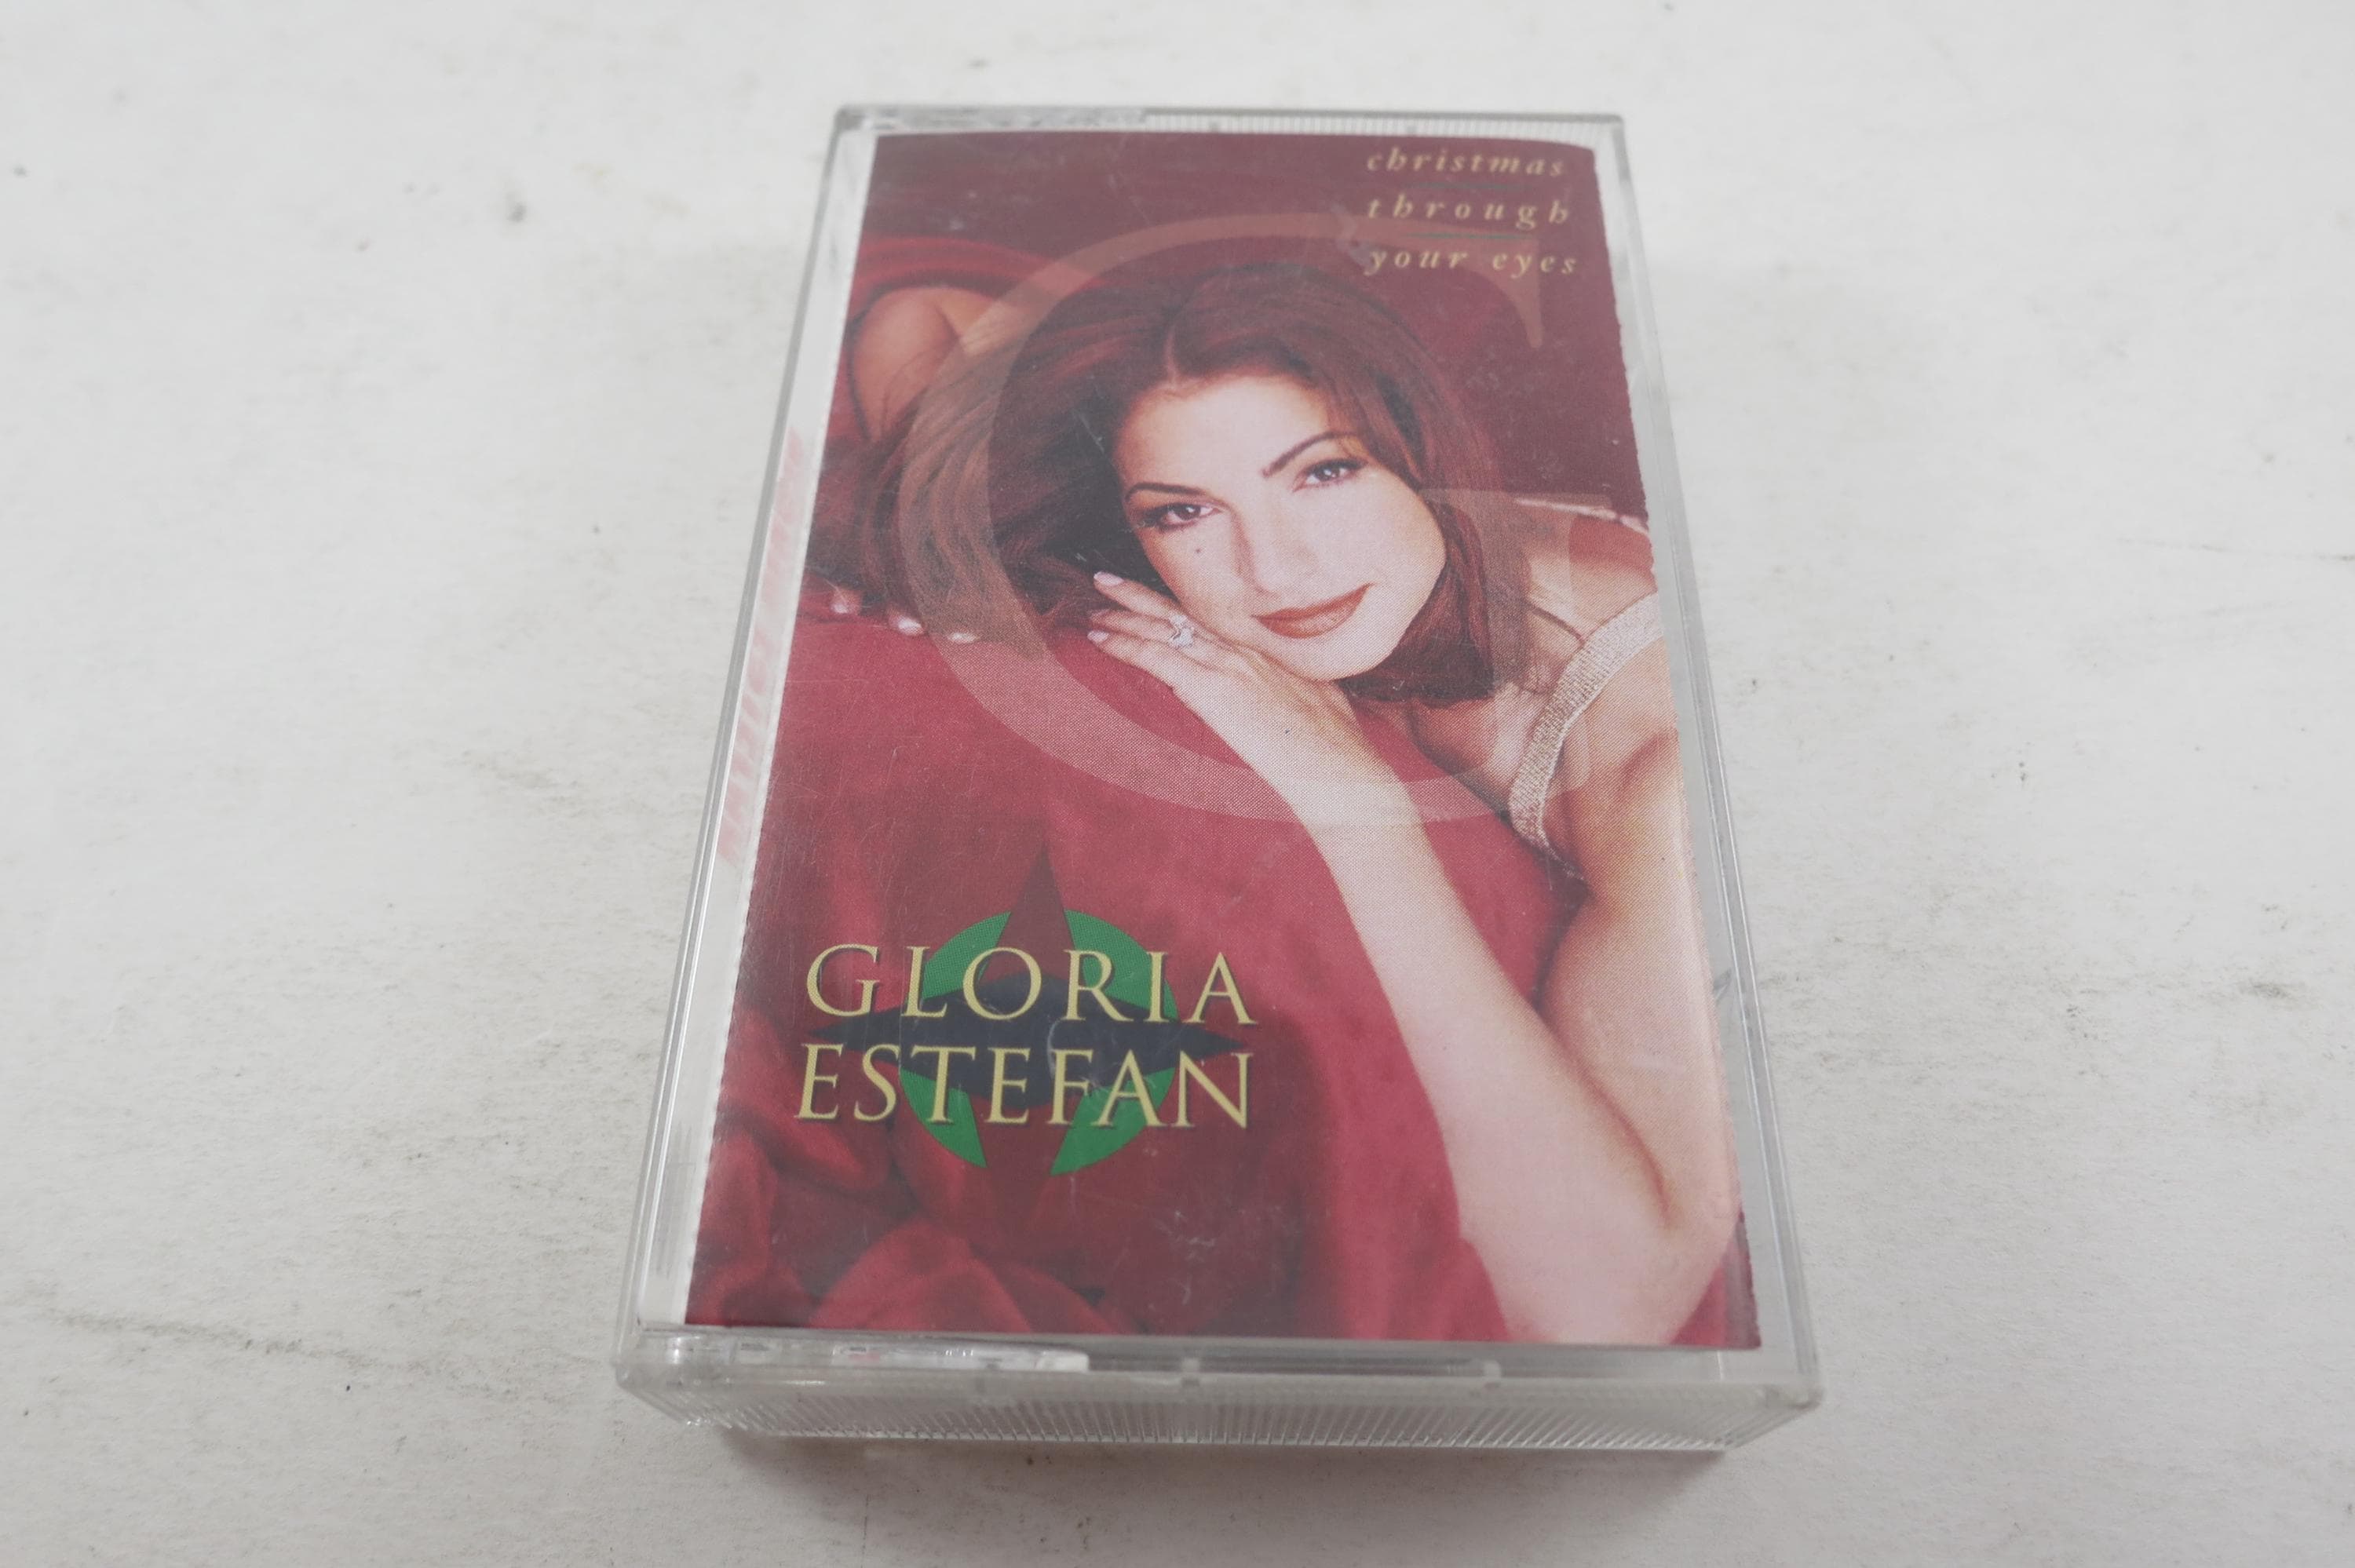 christmas
through
your eyes
GLORIA
ESTEFAN